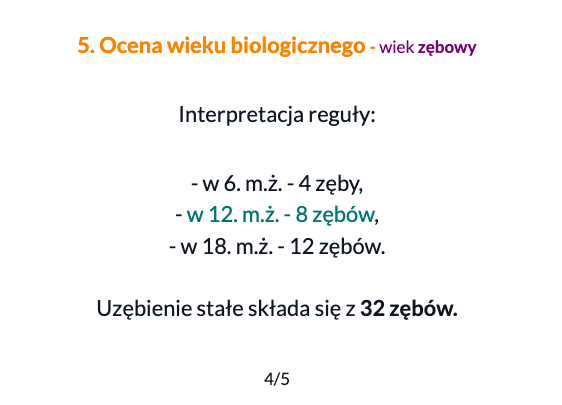 5. Ocena wieku biologicznego - wiek zębowy
Interpretacja reguły:
- w 6. m.ż. - 4 zęby,
- w 12. m.ż. - 8 zębów,
- w 18. m.ż. - 12 zębów.
Uzębienie stałe składa się z 32 zębów.
4/5